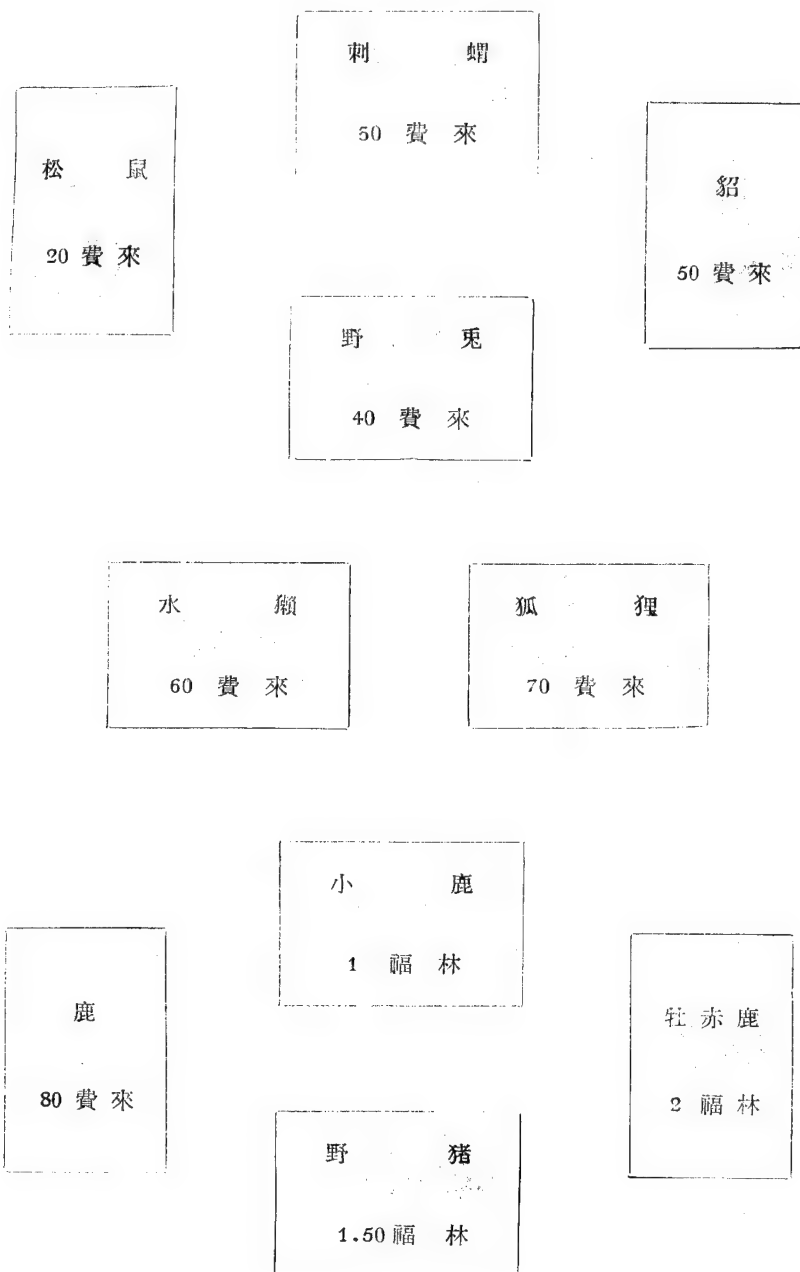 刺蝟
50 費來
松鼠
20 費來
貂
50 費來
野兎
40 費來
水獺
60 費來
狐狸
70 費來
小鹿
1 福林
鹿
80 費來
牡赤鹿
2 福林
野猪
1.50 福林